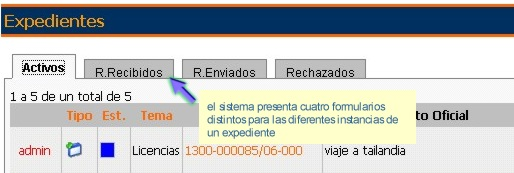 Expedientes
Activos R.Recibidos R.Enviados Rechazados
1 a 5 de un total de 5
el sistema presenta cuatro formularios
distintos para las diferentes instancias de
un expediente
Tipo Est. Tema to Oficial
admin Licencias 1300-000085/06-000 viaje a tailandia